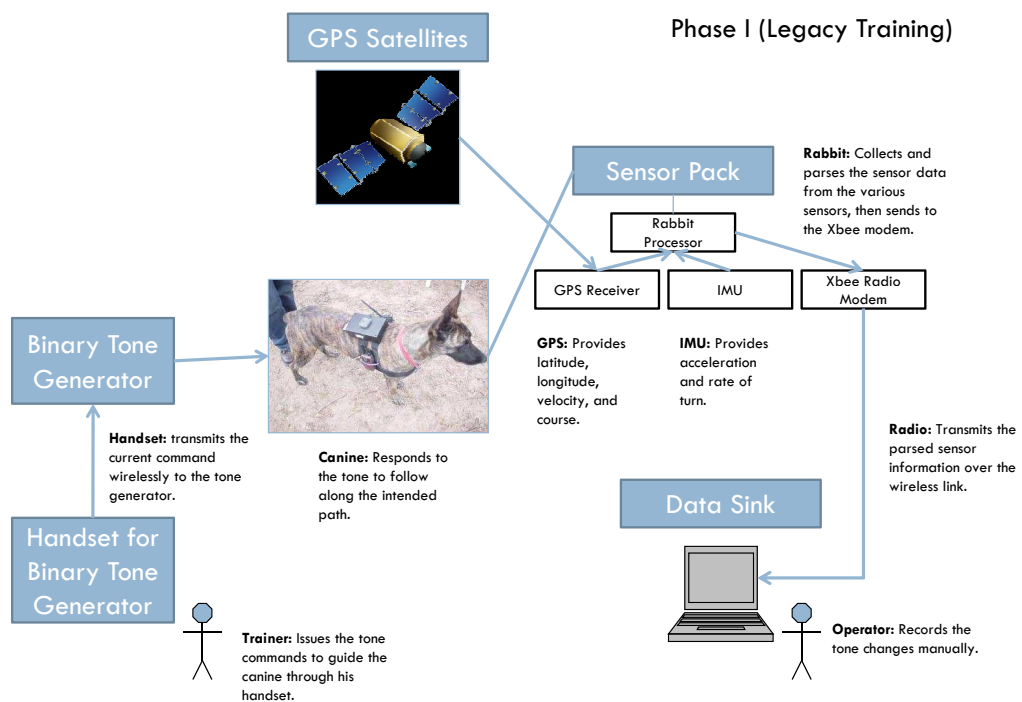 Phase I (Legacy Training)
GPS Satellites
Sensor Pack
Rabbit: Collects and
parses the sensor data
from the various
sensors, then sends to
the Xbee modem.
Rabbit
Processor
GPS Receiver
IMU
Xbee Radio
Modem
GPS: Provides
latitude,
longitude,
velocity, and
course.
IMU: Provides
acceleration
and rate of
turn.
Binary Tone
Generator
Handset: transmits the
current command
wirelessly to the tone
generator.
Canine: Responds to
the tone to follow
along the intended
path.
Radio: Transmits the
parsed sensor
information over the
wireless link.
Data Sink
Handset for
Binary Tone
Generator
Trainer: Issues the tone
commands to guide the
canine through his
handset.
Operator: Records the
tone changes manually.